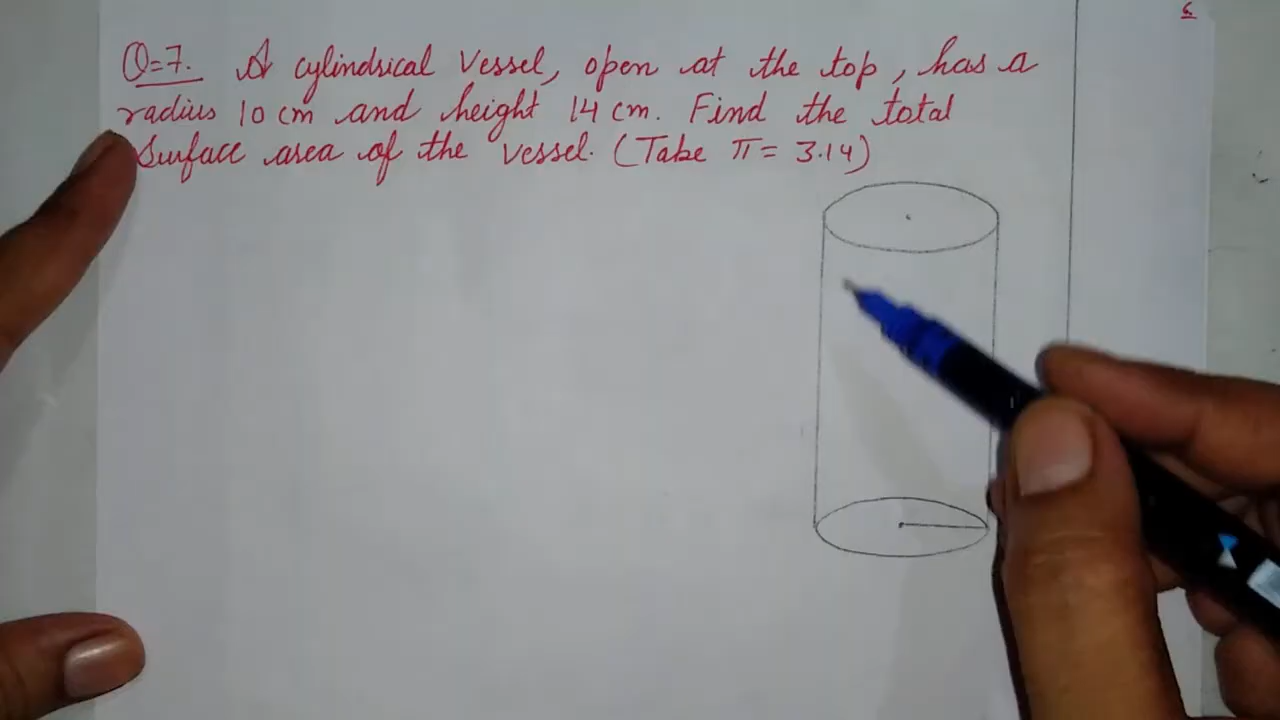 6
Q=7. A cylindrical vessel, open at the top, has a
radius 10 cm and height 14 cm. Find the total
Surface area of the vessel. (Take π = 3.14)